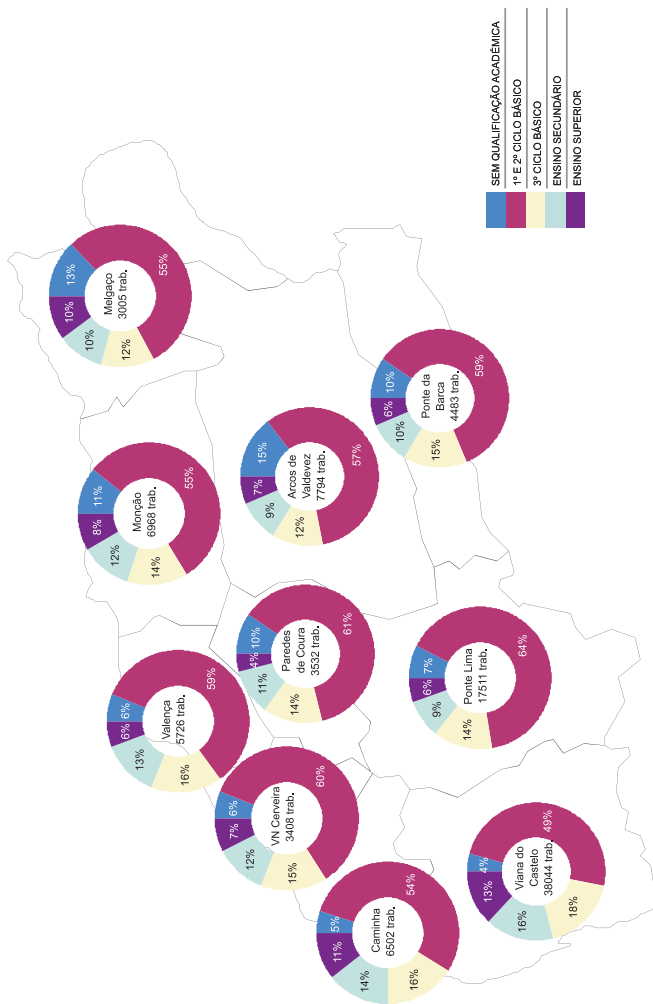 Melgaço
3005 trab.
13%
55%
12%
10%
10%
Monção
6968 trab.
11%
55%
14%
12%
8%
Valença
5726 trab.
6%
59%
16%
13%
6%
VN Cerveira
3408 trab.
6%
60%
15%
12%
7%
Caminha
6502 trab.
5%
54%
16%
14%
11%
Paredes
de Coura
3532 trab.
10%
61%
14%
11%
4%
Arcos de
Valdevez
7794 trab.
15%
57%
12%
9%
7%
Ponte da
Barca
4483 trab.
10%
59%
15%
10%
6%
Ponte Lima
17511 trab.
7%
64%
14%
9%
6%
Viana do
Castelo
38044 trab.
4%
49%
18%
16%
13%
SEM QUALIFICAÇÃO ACADÉMICA
1º E 2º CICLO BÁSICO
3º CICLO BÁSICO
ENSINO SECUNDÁRIO
ENSINO SUPERIOR